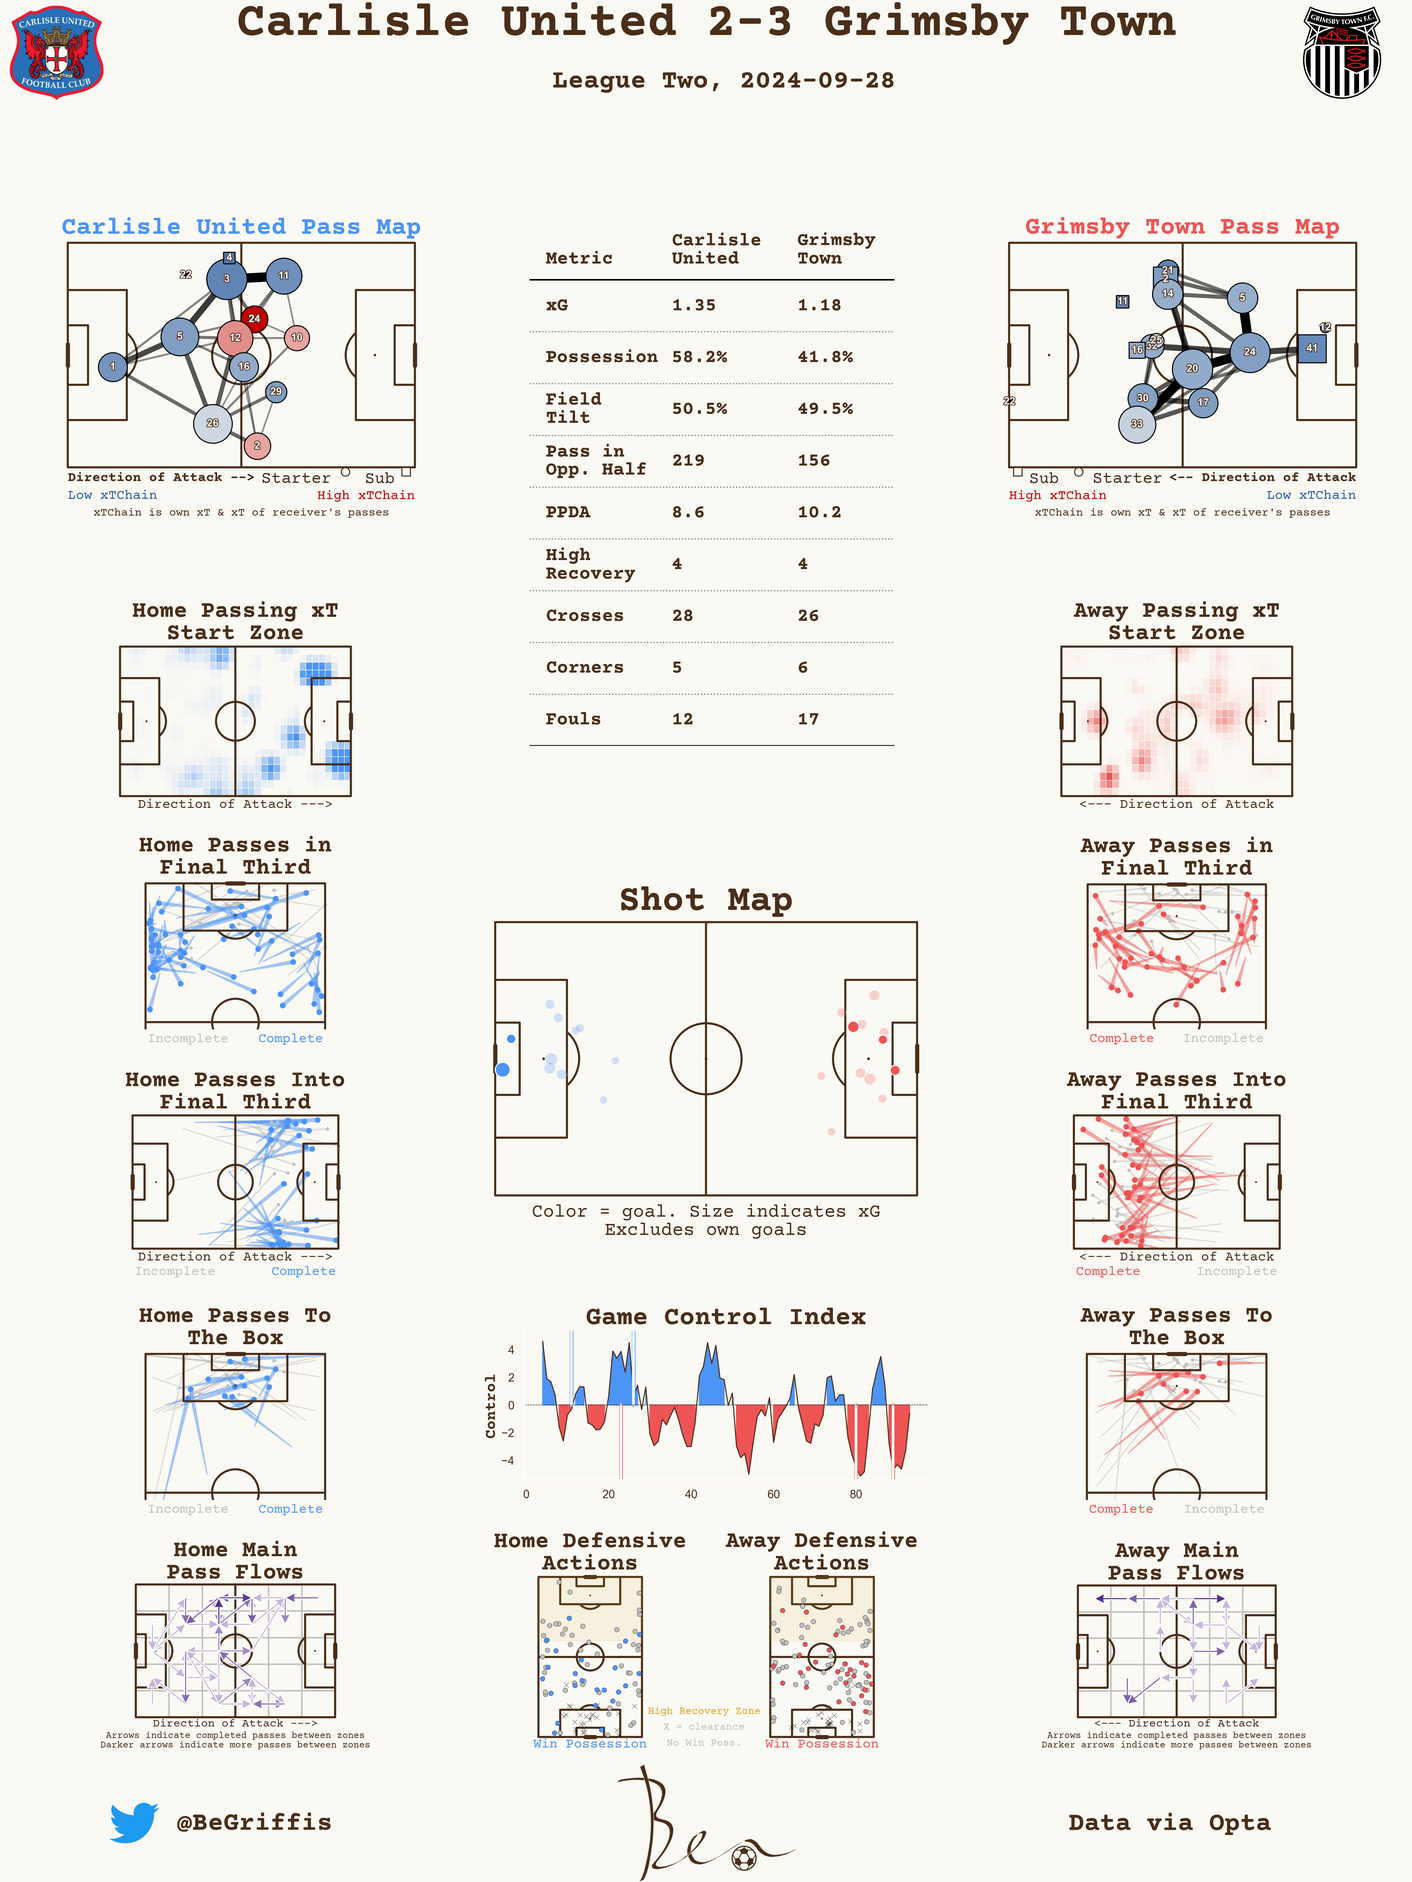 Carlisle United 2-3 Grimsby Town
League Two, 2024-09-28
CARLISLE UNITED
FOOTBALL CLUB
GRIMSBY TOWN F.C.
Carlisle United Pass Map
4
22
3
11
24
5
12
10
1
16
29
26
2
Direction of Attack --> Starter Sub
Low xTChain High xTChain
xTChain is own xT & xT of receiver's passes
Metric Carlisle United Grimsby Town
xG 1.35 1.18
Possession 58.2% 41.8%
Field Tilt 50.5% 49.5%
Pass in Opp. Half 219 156
PPDA 8.6 10.2
High Recovery 4 4
Crosses 28 26
Corners 5 6
Fouls 12 17
Grimsby Town Pass Map
21
2
14
11
5
12
25
16
24
41
20
22
30
17
33
Sub Starter <-- Direction of Attack
High xTChain Low xTChain
xTChain is own xT & xT of receiver's passes
Home Passing xT
Start Zone
Direction of Attack --->
Away Passing xT
Start Zone
<--- Direction of Attack
Home Passes in
Final Third
Incomplete Complete
Away Passes in
Final Third
Complete Incomplete
Shot Map
Color = goal. Size indicates xG
Excludes own goals
Home Passes Into
Final Third
Direction of Attack --->
Incomplete Complete
Away Passes Into
Final Third
<--- Direction of Attack
Complete Incomplete
Home Passes To
The Box
Incomplete Complete
Game Control Index
Control
4
2
0
−2
−4
0 20 40 60 80
Away Passes To
The Box
Complete Incomplete
Home Main
Pass Flows
Direction of Attack --->
Arrows indicate completed passes between zones
Darker arrows indicate more passes between zones
Home Defensive
Actions
Win Possession
Away Defensive
Actions
Win Possession
High Recovery Zone
X = clearance
No Win Poss.
Away Main
Pass Flows
<--- Direction of Attack
Arrows indicate completed passes between zones
Darker arrows indicate more passes between zones
@BeGriffis
Ben
Data via Opta